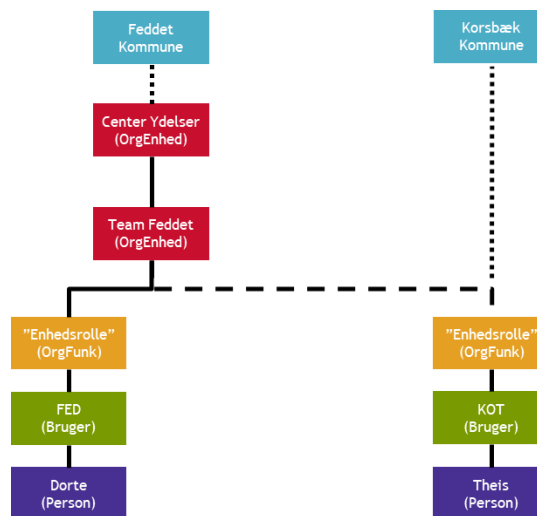 Feddet
Kommune
Korsbæk
Kommune
Center Ydelser
(OrgEnhed)
Team Feddet
(OrgEnhed)
”Enhedsrolle”
(OrgFunk)
”Enhedsrolle”
(OrgFunk)
FED
(Bruger)
KOT
(Bruger)
Dorte
(Person)
Theis
(Person)